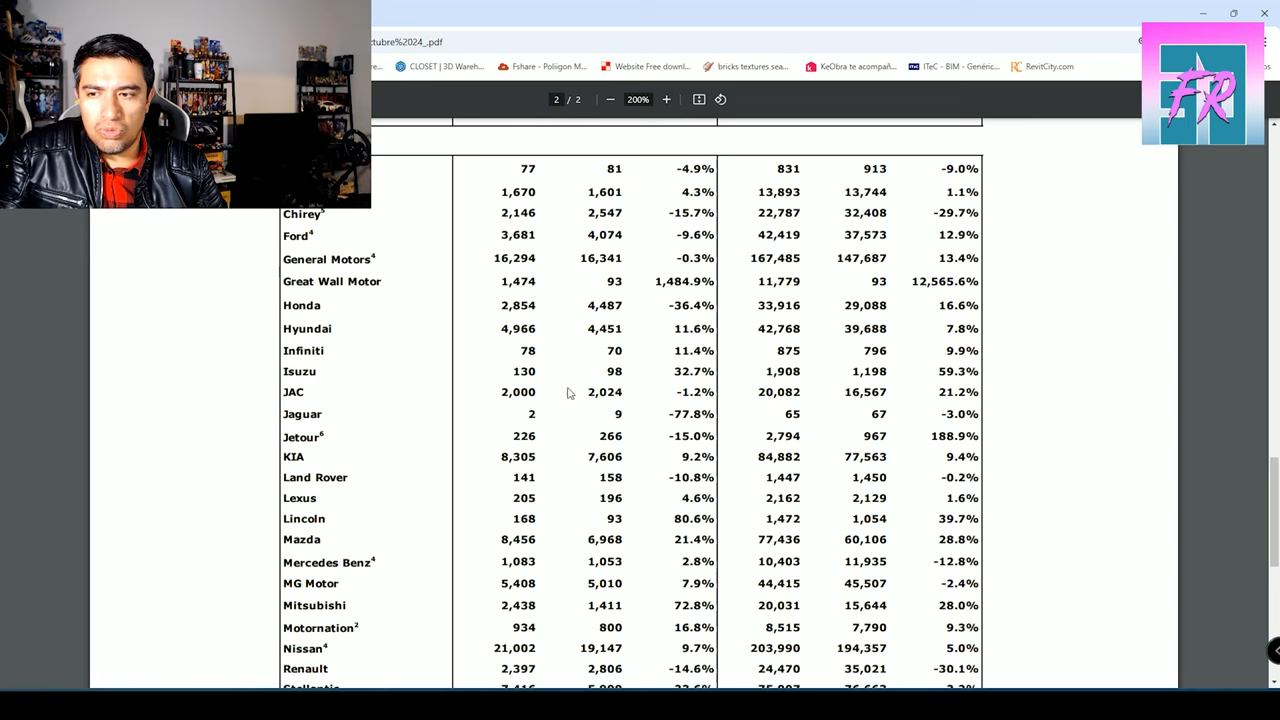 ctubre%2024_.pdf
CLOSET | 3D Wareh... Fshare - Poliigon M... Website Free downl... bricks textures sea... KeObra te acompañ... ITeC - BIM - Genéric... RevitCity.com
2 / 2 200%
FR
77 81 -4.9% 831 913 -9.0%
1,670 1,601 4.3% 13,893 13,744 1.1%
Chirey5 2,146 2,547 -15.7% 22,787 32,408 -29.7%
Ford4 3,681 4,074 -9.6% 42,419 37,573 12.9%
General Motors4 16,294 16,341 -0.3% 167,485 147,687 13.4%
Great Wall Motor 1,474 93 1,484.9% 11,779 93 12,565.6%
Honda 2,854 4,487 -36.4% 33,916 29,088 16.6%
Hyundai 4,966 4,451 11.6% 42,768 39,688 7.8%
Infiniti 78 70 11.4% 875 796 9.9%
Isuzu 130 98 32.7% 1,908 1,198 59.3%
JAC 2,000 2,024 -1.2% 20,082 16,567 21.2%
Jaguar 2 9 -77.8% 65 67 -3.0%
Jetour6 226 266 -15.0% 2,794 967 188.9%
KIA 8,305 7,606 9.2% 84,882 77,563 9.4%
Land Rover 141 158 -10.8% 1,447 1,450 -0.2%
Lexus 205 196 4.6% 2,162 2,129 1.6%
Lincoln 168 93 80.6% 1,472 1,054 39.7%
Mazda 8,456 6,968 21.4% 77,436 60,106 28.8%
Mercedes Benz4 1,083 1,053 2.8% 10,403 11,935 -12.8%
MG Motor 5,408 5,010 7.9% 44,415 45,507 -2.4%
Mitsubishi 2,438 1,411 72.8% 20,031 15,644 28.0%
Motornation2 934 800 16.8% 8,515 7,790 9.3%
Nissan4 21,002 19,147 9.7% 203,990 194,357 5.0%
Renault 2,397 2,806 -14.6% 24,470 35,021 -30.1%